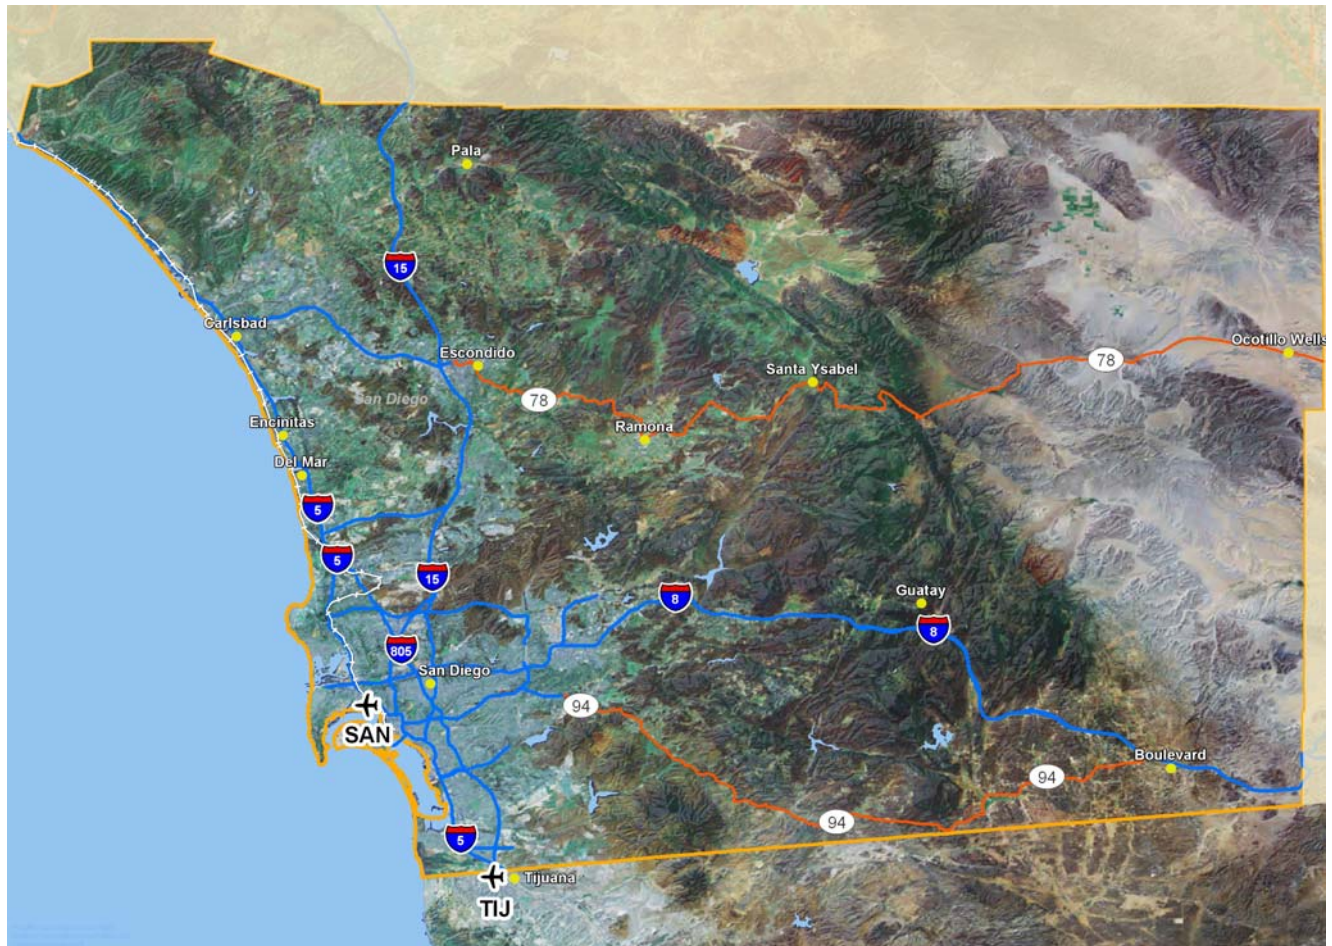 Pala
15
Carlsbad
Escondido
Ocotillo Wells
78
Santa Ysabel
San Diego
78
Encinitas
Ramona
Del Mar
5
5
15
8
Guatay
8
805
San Diego
94
SAN
Boulevard
94
94
5
Tijuana
TIJ